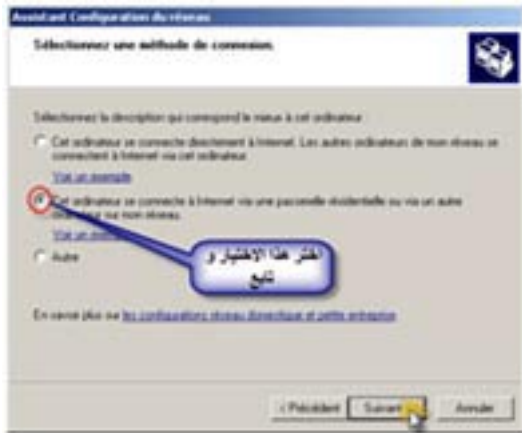 Assistant Configuration du réseau
Sélectionnez une méthode de connexion.
Sélectionnez la description qui correspond le mieux à cet ordinateur :
Cet ordinateur se connecte directement à Internet. Les autres ordinateurs de mon réseau se
connectent à Internet via cet ordinateur.
Voir un exemple
Cet ordinateur se connecte à Internet via une passerelle résidentielle ou via un autre
ordinateur sur mon réseau.
Voir un exemple
Autre
اختر هذا الاختيار و
تابع
En savoir plus sur les configurations réseau domestique et petite entreprise
< Précédent
Suivant
Annuler